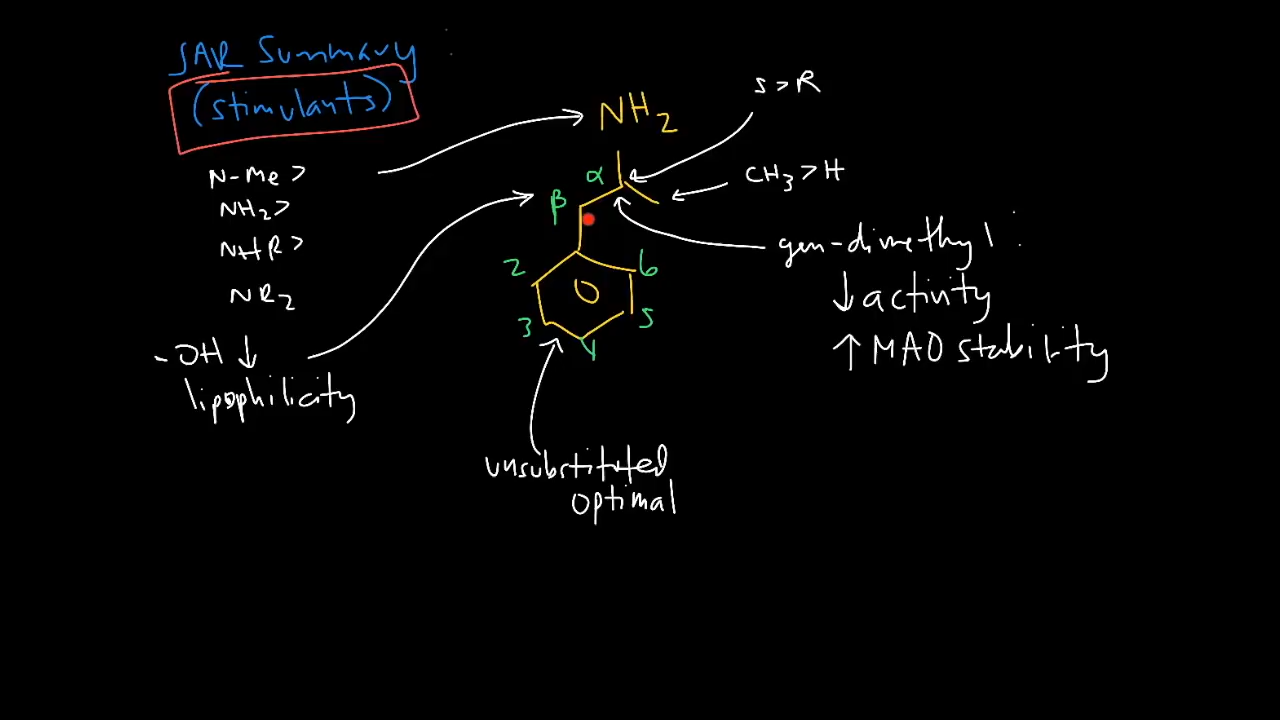 SAR Summary
(stimulants)
N-Me >
NH2 >
NHR >
NR2
-OH ↓
lipophilicity
NH2
α
β
2
3
4
5
6
O
S > R
CH3 > H
gem-dimethyl :
↓ activity
↑ MAO stability
unsubstituted
optimal